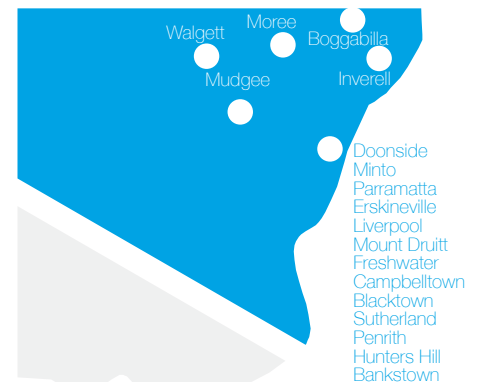 Moree
Walgett
Boggabilla
Mudgee
Inverell
Doonside
Minto
Parramatta
Erskineville
Liverpool
Mount Druitt
Freshwater
Campbelltown
Blacktown
Sutherland
Penrith
Hunters Hill
Bankstown